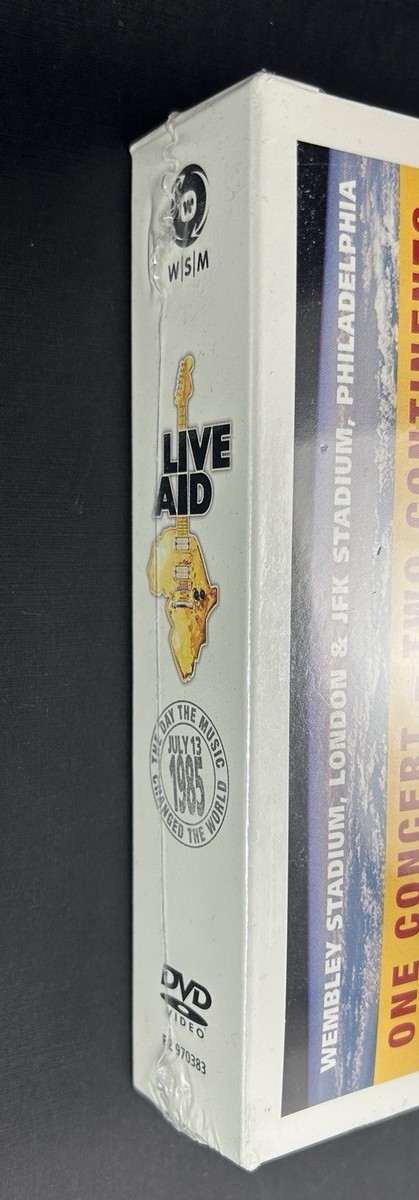 W|S|M
LIVE
AID
THE DAY THE MUSIC
JULY 13
1985
CHANGED THE WORLD
DVD
VIDEO
R2 970383
WEMBLEY STADIUM, LONDON & JFK STADIUM, PHILADELPHIA
ONE CONCERT - TWO CONTINENTS